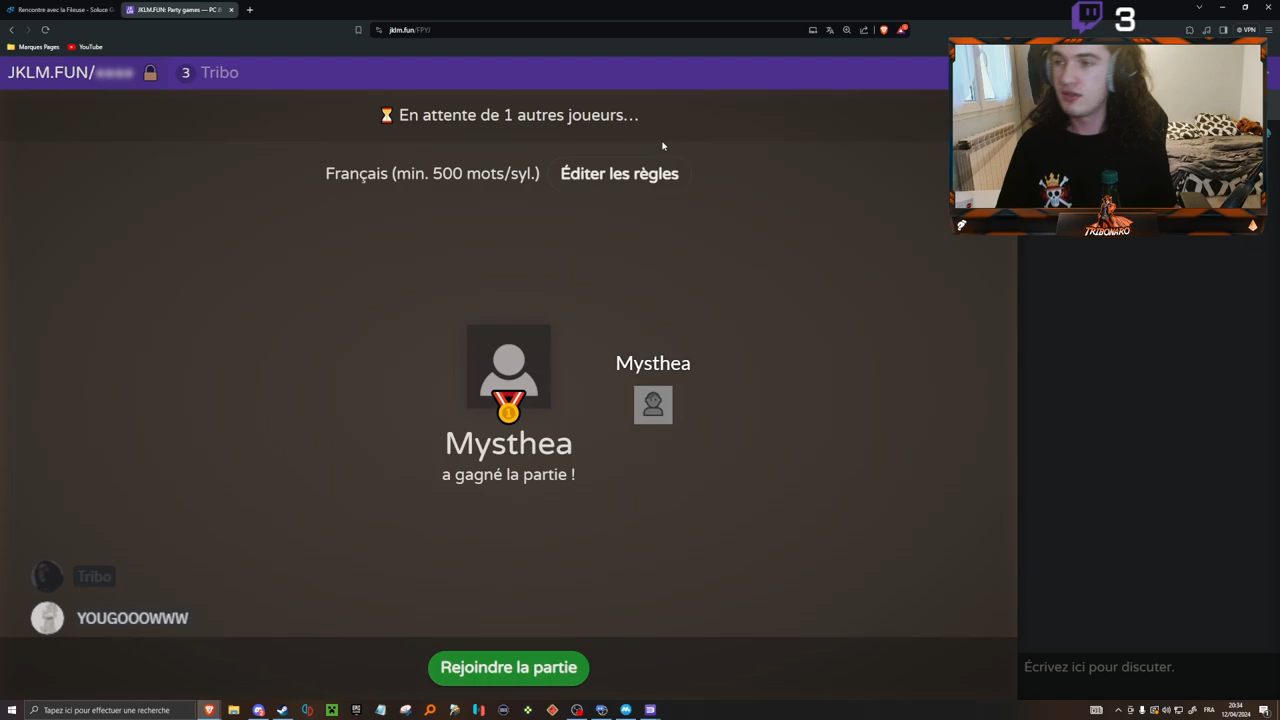 Rencontre avec la Fileuse - Soluce G
JKLM.FUN: Party games — PC &
3
jklm.fun/FPYJ
VPN
Marques Pages
YouTube
JKLM.FUN/
3 Tribo
En attente de 1 autres joueurs…
Français (min. 500 mots/syl.) Éditer les règles
TRIBONARO
Mysthea
1
Mysthea
a gagné la partie !
Tribo
YOUGOOOWWW
Rejoindre la partie
Écrivez ici pour discuter.
Tapez ici pour effectuer une recherche
FRA
20:34
12/04/2024